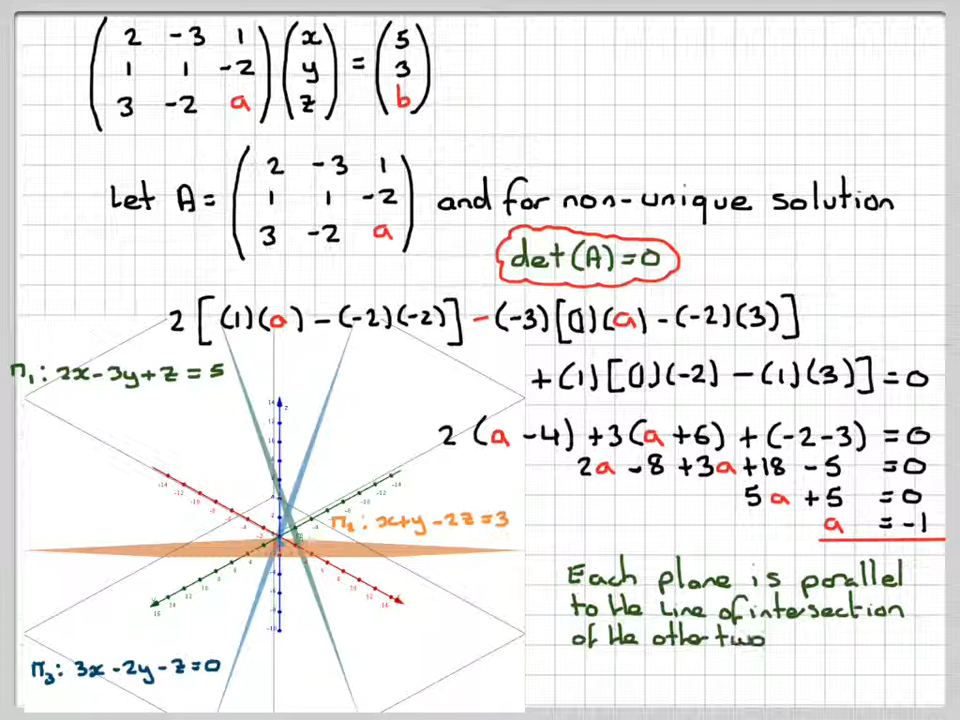 ( 2 -3 1 ) (x) = (5)
( 1 1 -2 ) (y) (3)
( 3 -2 a ) (z) (b)
( 2 -3 1 )
Let A = ( 1 1 -2 ) and for non-unique solution
( 3 -2 a )
det(A)=0
2[(1)(a) - (-2)(-2)] - (-3)[(1)(a) - (-2)(3)]
+(1)[(1)(-2) - (1)(3)] = 0
Π₁: 2x-3y+z=5
2(a-4)+3(a+6)+(-2-3) =0
2a-8+3a+18-5 =0
5a+5 =0
Π₂: x+y-2z=3
a = -1
Each plane is parallel
to the line of intersection
of the other two
Π₃: 3x-2y-z=0